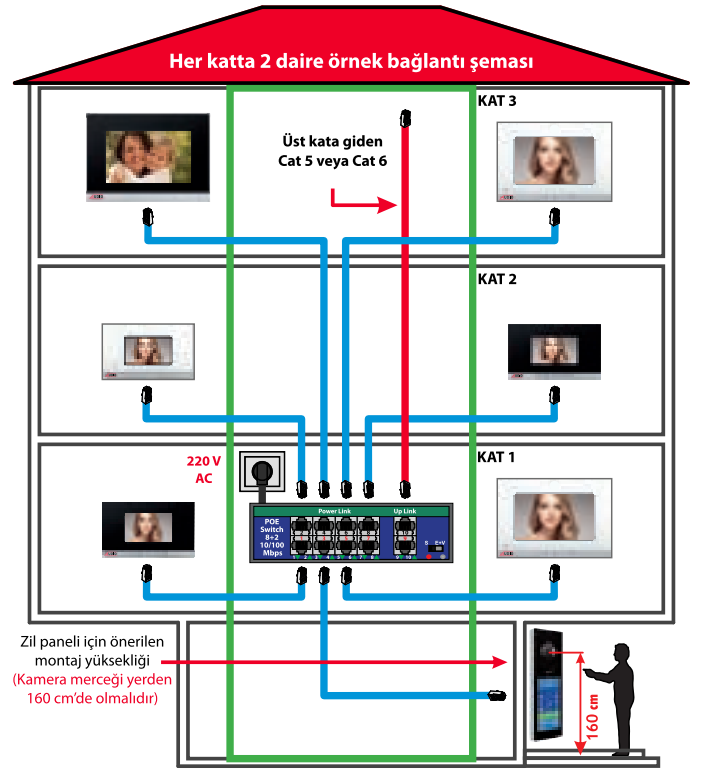 Her katta 2 daire örnek bağlantı şeması
KAT 3
Üst kata giden
Cat 5 veya Cat 6
KAT 2
KAT 1
220 V
AC
Power Link
Up Link
POE
Switch
8+2
10/100
Mbps
S E+V
Zil paneli için önerilen
montaj yüksekliği
(Kamera merceği yerden
160 cm'de olmalıdır)
160 cm